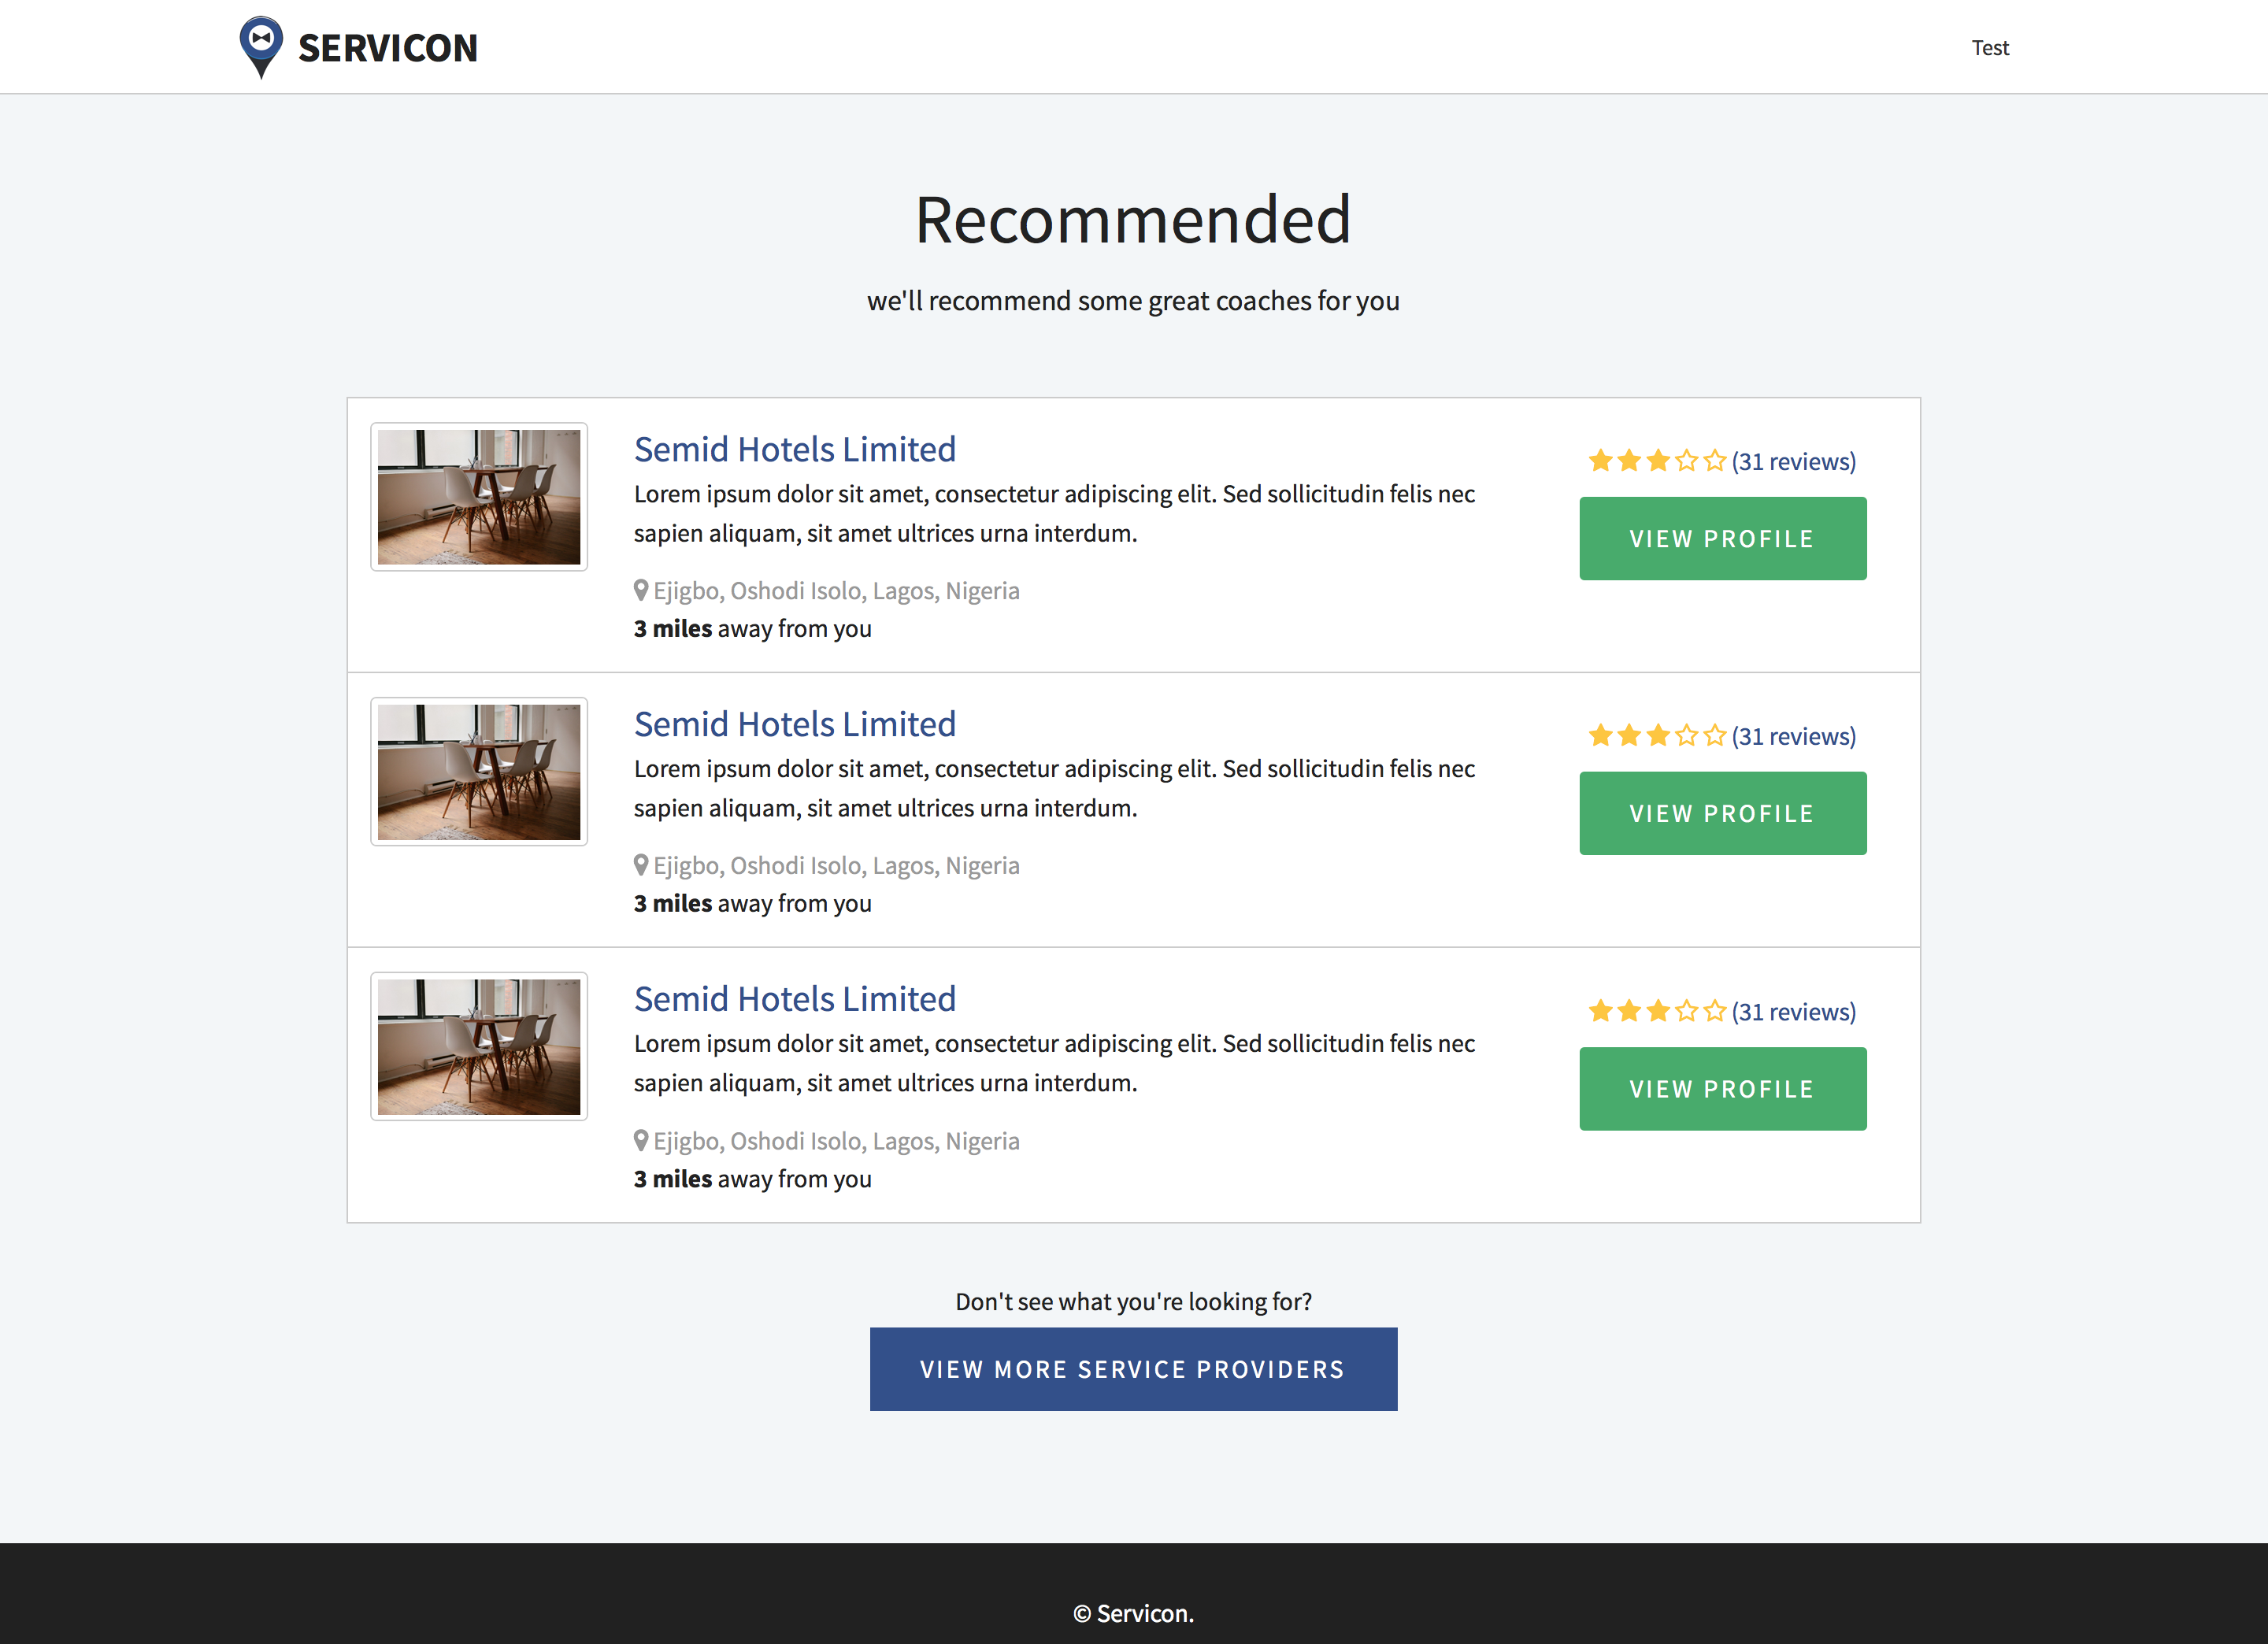 SERVICON
Test
Recommended
we'll recommend some great coaches for you
Semid Hotels Limited
Lorem ipsum dolor sit amet, consectetur adipiscing elit. Sed sollicitudin felis nec
sapien aliquam, sit amet ultrices urna interdum.
Ejigbo, Oshodi Isolo, Lagos, Nigeria
3 miles away from you
(31 reviews)
VIEW PROFILE
Semid Hotels Limited
Lorem ipsum dolor sit amet, consectetur adipiscing elit. Sed sollicitudin felis nec
sapien aliquam, sit amet ultrices urna interdum.
Ejigbo, Oshodi Isolo, Lagos, Nigeria
3 miles away from you
(31 reviews)
VIEW PROFILE
Semid Hotels Limited
Lorem ipsum dolor sit amet, consectetur adipiscing elit. Sed sollicitudin felis nec
sapien aliquam, sit amet ultrices urna interdum.
Ejigbo, Oshodi Isolo, Lagos, Nigeria
3 miles away from you
(31 reviews)
VIEW PROFILE
Don't see what you're looking for?
VIEW MORE SERVICE PROVIDERS
© Servicon.